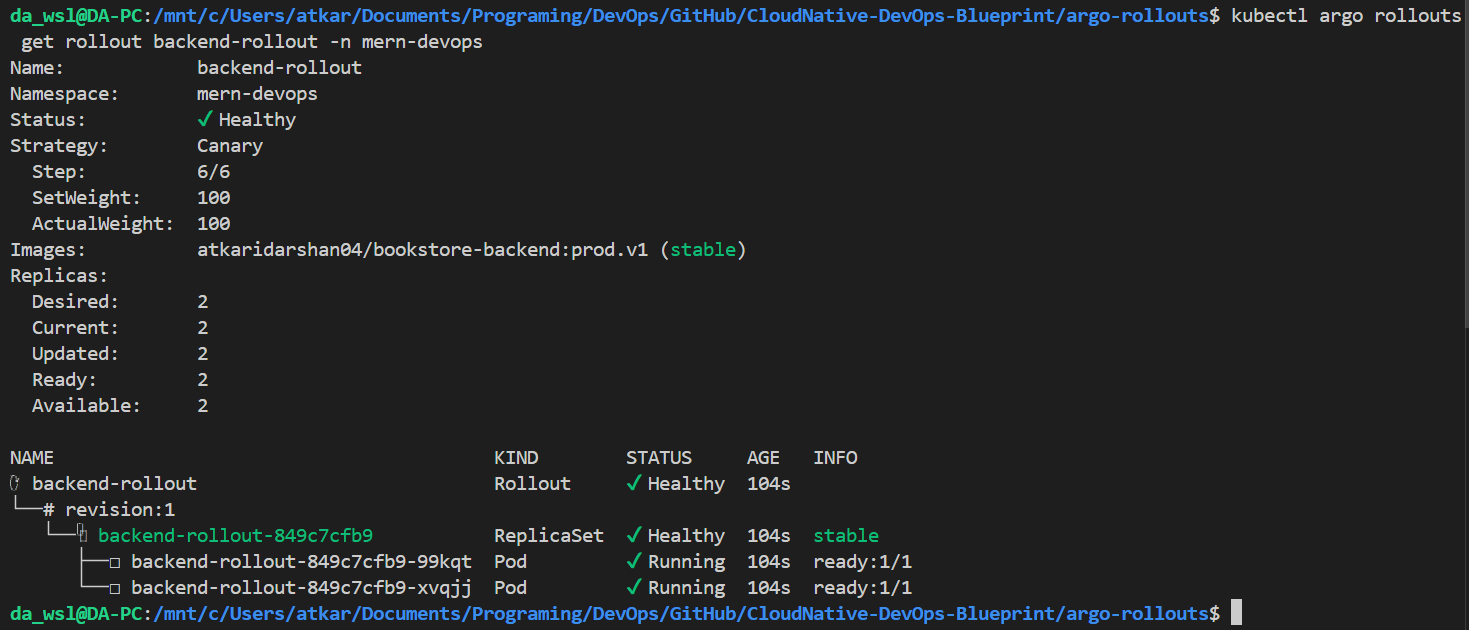 da_wsl@DA-PC:/mnt/c/Users/atkar/Documents/Programing/DevOps/GitHub/CloudNative-DevOps-Blueprint/argo-rollouts$ kubectl argo rollouts
 get rollout backend-rollout -n mern-devops
Name:            backend-rollout
Namespace:       mern-devops
Status:          ✔ Healthy
Strategy:        Canary
  Step:          6/6
  SetWeight:     100
  ActualWeight:  100
Images:          atkaridarshan04/bookstore-backend:prod.v1 (stable)
Replicas:
  Desired:       2
  Current:       2
  Updated:       2
  Ready:         2
  Available:     2
NAME                                         KIND        STATUS     AGE   INFO
⟳ backend-rollout                            Rollout     ✔ Healthy  104s
└──# revision:1
   └──⧉ backend-rollout-849c7cfb9            ReplicaSet  ✔ Healthy  104s  stable
      ├──□ backend-rollout-849c7cfb9-99kqt   Pod         ✔ Running  104s  ready:1/1
      └──□ backend-rollout-849c7cfb9-xvqjj   Pod         ✔ Running  104s  ready:1/1
da_wsl@DA-PC:/mnt/c/Users/atkar/Documents/Programing/DevOps/GitHub/CloudNative-DevOps-Blueprint/argo-rollouts$